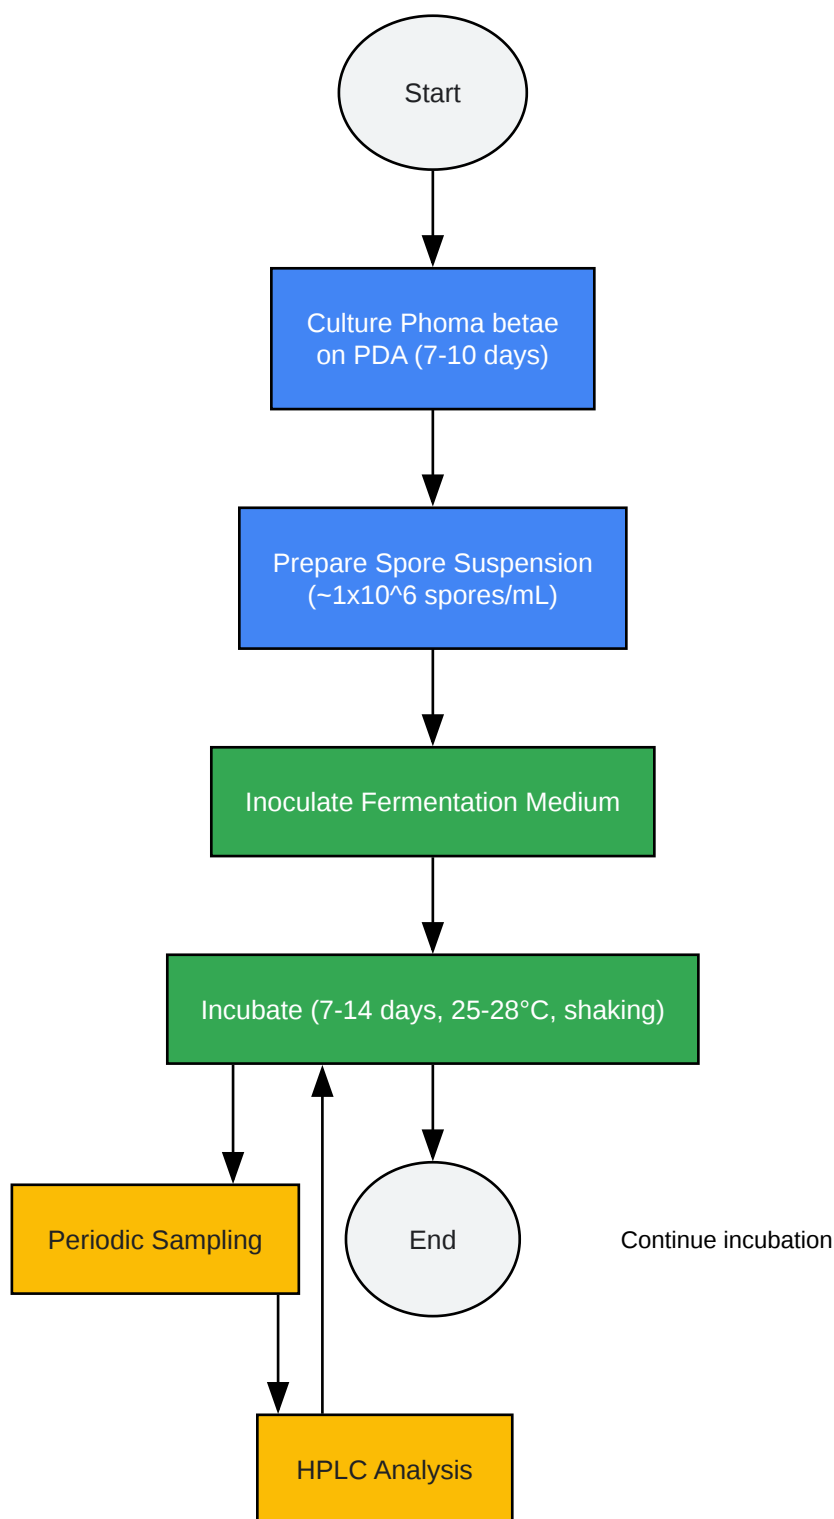 Start
Culture Phoma betae
on PDA (7-10 days)
Prepare Spore Suspension
(~1x10^6 spores/mL)
Inoculate Fermentation Medium
Incubate (7-14 days, 25-28°C, shaking)
Periodic Sampling
End
Continue incubation
HPLC Analysis